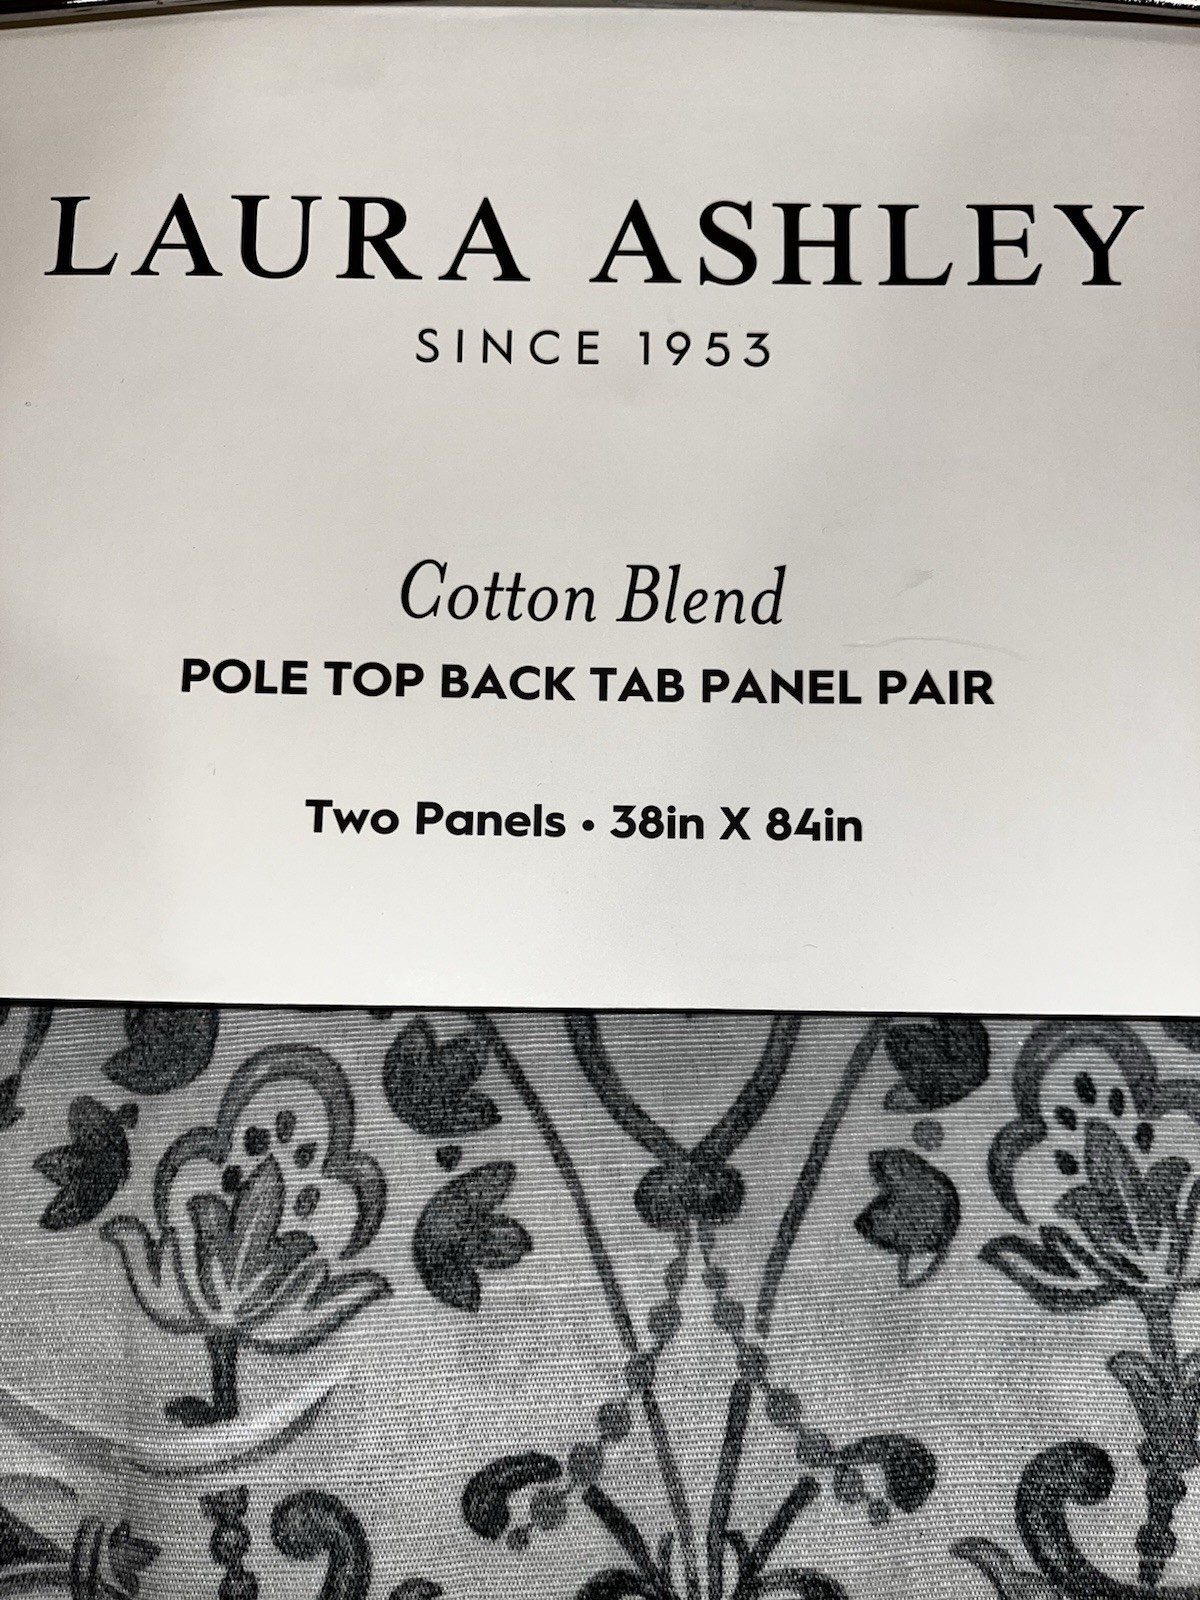 LAURA ASHLEY
SINCE 1953
Cotton Blend
POLE TOP BACK TAB PANEL PAIR
Two Panels • 38in X 84in